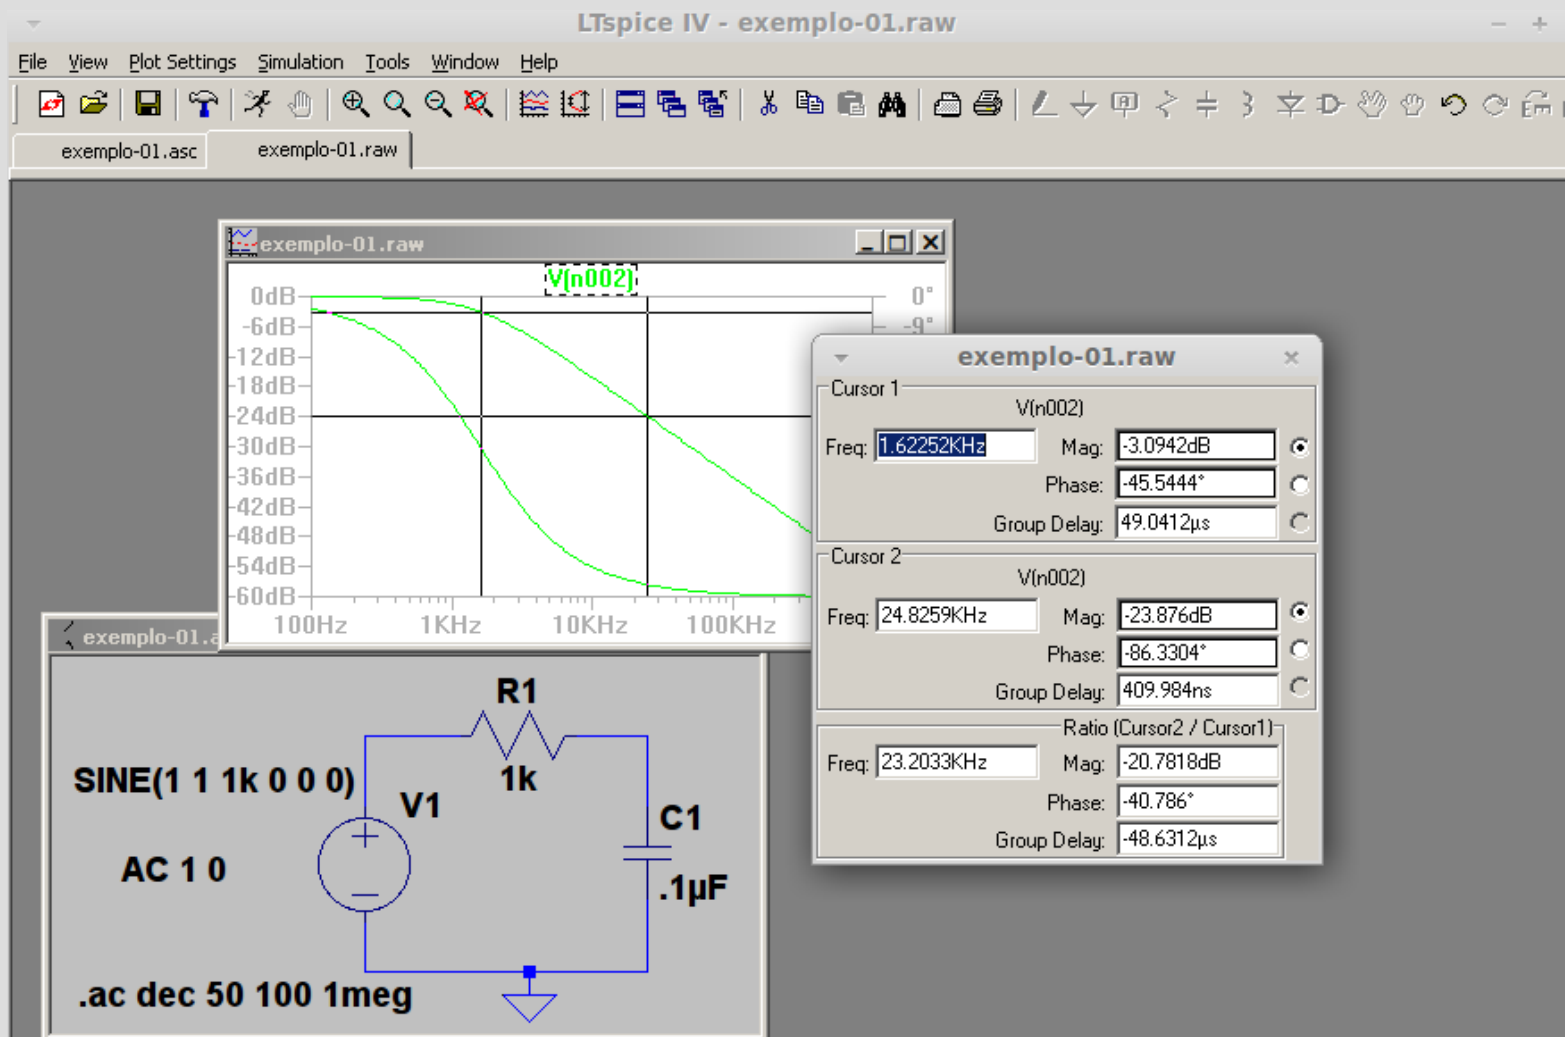 LTspice IV - exemplo-01.raw
File View Plot Settings Simulation Tools Window Help
exemplo-01.asc exemplo-01.raw
exemplo-01.raw
V(n002)
0dB
-6dB
-12dB
-18dB
-24dB
-30dB
-36dB
-42dB
-48dB
-54dB
-60dB
0°
-9°
100Hz 1KHz 10KHz 100KHz
exemplo-01.raw
Cursor 1
V(n002)
Freq: 1.62252KHz Mag: -3.0942dB
Phase: -45.5444°
Group Delay: 49.0412µs
Cursor 2
V(n002)
Freq: 24.8259KHz Mag: -23.876dB
Phase: -86.3304°
Group Delay: 409.984ns
Ratio (Cursor2 / Cursor1)
Freq: 23.2033KHz Mag: -20.7818dB
Phase: -40.786°
Group Delay: -48.6312µs
exemplo-01.a
R1
1k
SINE(1 1 1k 0 0 0)
V1
C1
AC 1 0
.1µF
.ac dec 50 100 1meg